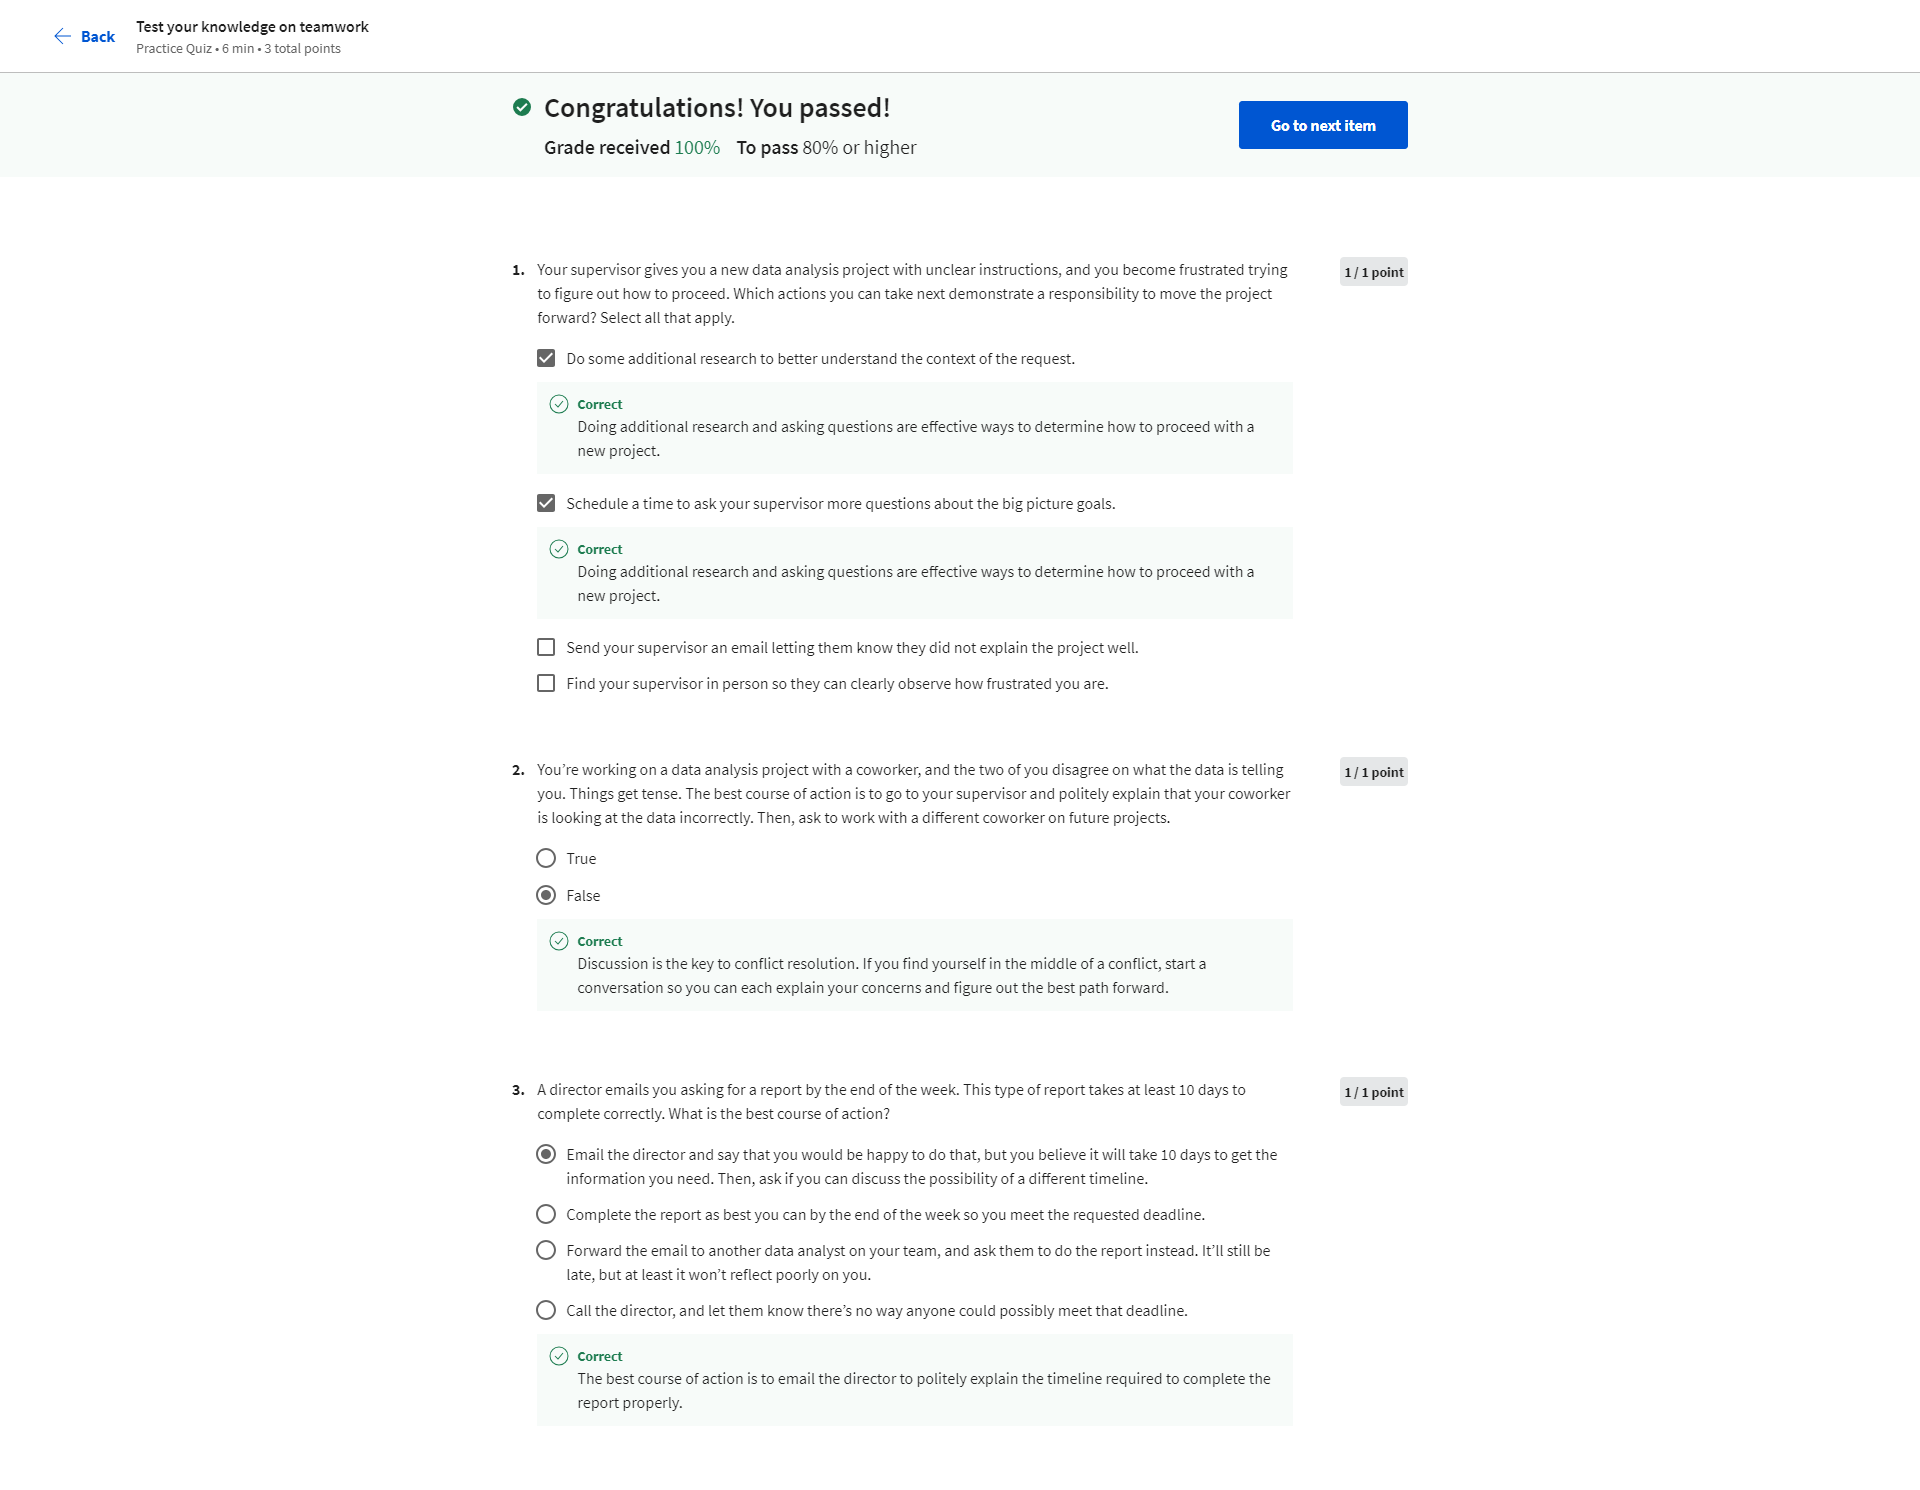 Back
Test your knowledge on teamwork
Practice Quiz • 6 min • 3 total points
Congratulations! You passed!
Grade received 100% To pass 80% or higher
Go to next item
1. Your supervisor gives you a new data analysis project with unclear instructions, and you become frustrated trying
to figure out how to proceed. Which actions you can take next demonstrate a responsibility to move the project
forward? Select all that apply.
1 / 1 point
Do some additional research to better understand the context of the request.
Correct
Doing additional research and asking questions are effective ways to determine how to proceed with a
new project.
Schedule a time to ask your supervisor more questions about the big picture goals.
Correct
Doing additional research and asking questions are effective ways to determine how to proceed with a
new project.
Send your supervisor an email letting them know they did not explain the project well.
Find your supervisor in person so they can clearly observe how frustrated you are.
2. You’re working on a data analysis project with a coworker, and the two of you disagree on what the data is telling
you. Things get tense. The best course of action is to go to your supervisor and politely explain that your coworker
is looking at the data incorrectly. Then, ask to work with a different coworker on future projects.
1 / 1 point
True
False
Correct
Discussion is the key to conflict resolution. If you find yourself in the middle of a conflict, start a
conversation so you can each explain your concerns and figure out the best path forward.
3. A director emails you asking for a report by the end of the week. This type of report takes at least 10 days to
complete correctly. What is the best course of action?
1 / 1 point
Email the director and say that you would be happy to do that, but you believe it will take 10 days to get the
information you need. Then, ask if you can discuss the possibility of a different timeline.
Complete the report as best you can by the end of the week so you meet the requested deadline.
Forward the email to another data analyst on your team, and ask them to do the report instead. It’ll still be
late, but at least it won’t reflect poorly on you.
Call the director, and let them know there’s no way anyone could possibly meet that deadline.
Correct
The best course of action is to email the director to politely explain the timeline required to complete the
report properly.